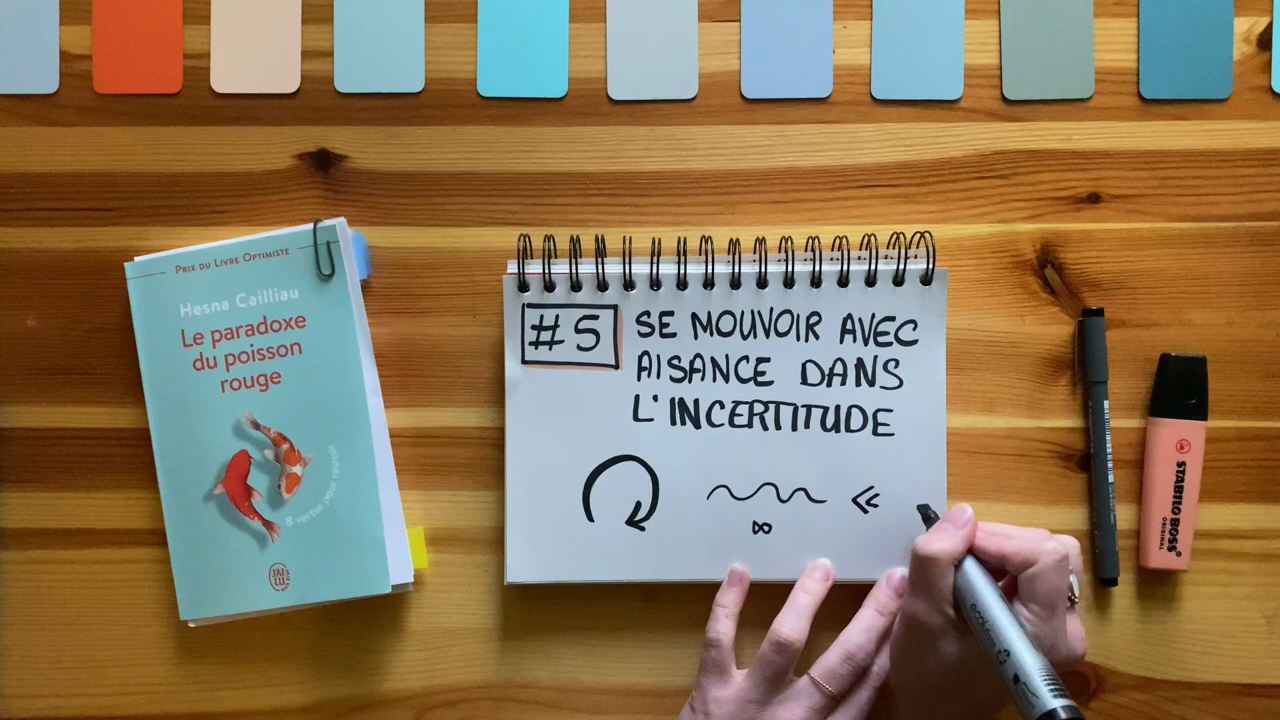 PRIX DU LIVRE OPTIMISTE
Hesna Cailliau
Le paradoxe
du poisson
rouge
8 vertus pour réussir
J'AI
LU
#5
SE MOUVOIR AVEC
AISANCE DANS
L'INCERTITUDE
«
STABILO BOSS
ORIGINAL